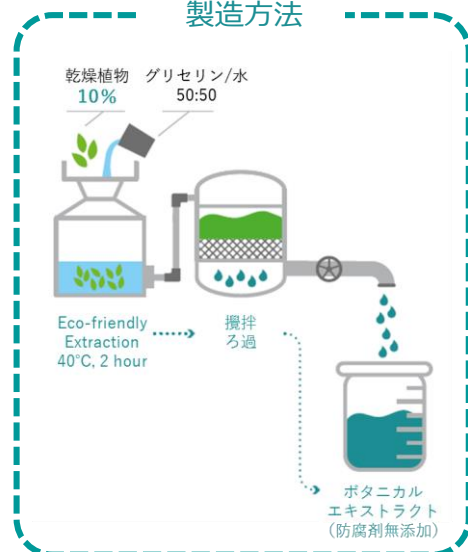 製造方法
乾燥植物
10%
グリセリン/水
50:50
Eco-friendly
Extraction
40°C, 2 hour
攪拌
ろ過
ボタニカル
エキストラクト
(防腐剤無添加)